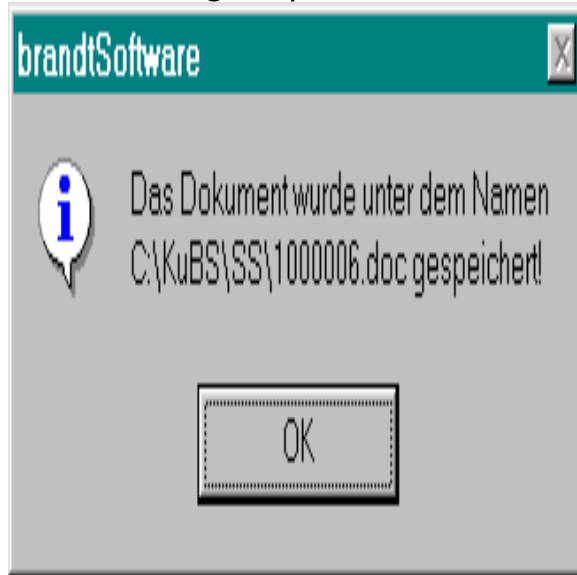 brandtSoftware
Das Dokument wurde unter dem Namen
C:\KuBS\SS\1000006.doc gespeichert!
OK